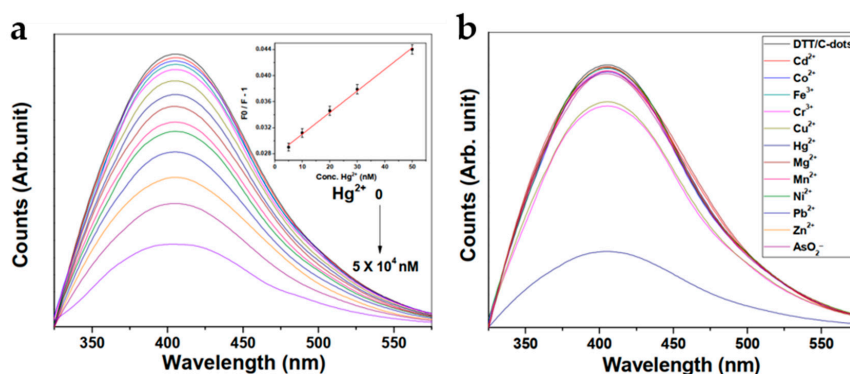 a
Counts (Arb.unit)
0.044
0.040
0.036
0.032
0.028
F0 / F - 1
0 10 20 30 40 50
Conc. Hg²⁺ (nM)
Hg²⁺ 0
5 X 10⁴ nM
350 400 450 500 550
Wavelength (nm)
b
Counts (Arb. unit)
DTT/C-dots
Cd²⁺
Co²⁺
Fe³⁺
Cr³⁺
Cu²⁺
Hg²⁺
Mg²⁺
Mn²⁺
Ni²⁺
Pb²⁺
Zn²⁺
AsO₂⁻
350 400 450 500 550
Wavelength (nm)